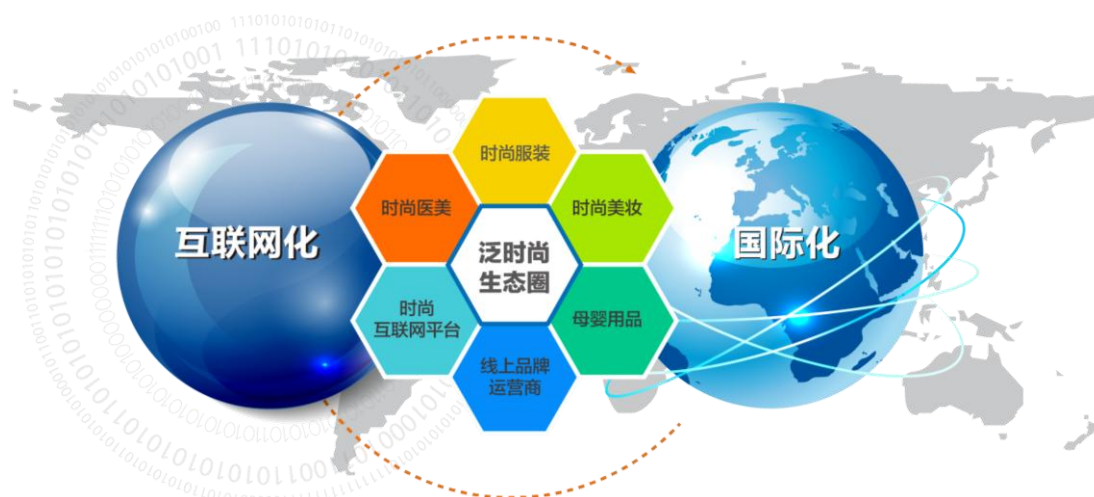 时尚服装
时尚医美
时尚美妆
互联网化
泛时尚
生态圈
国际化
时尚
互联网平台
母婴用品
线上品牌
运营商